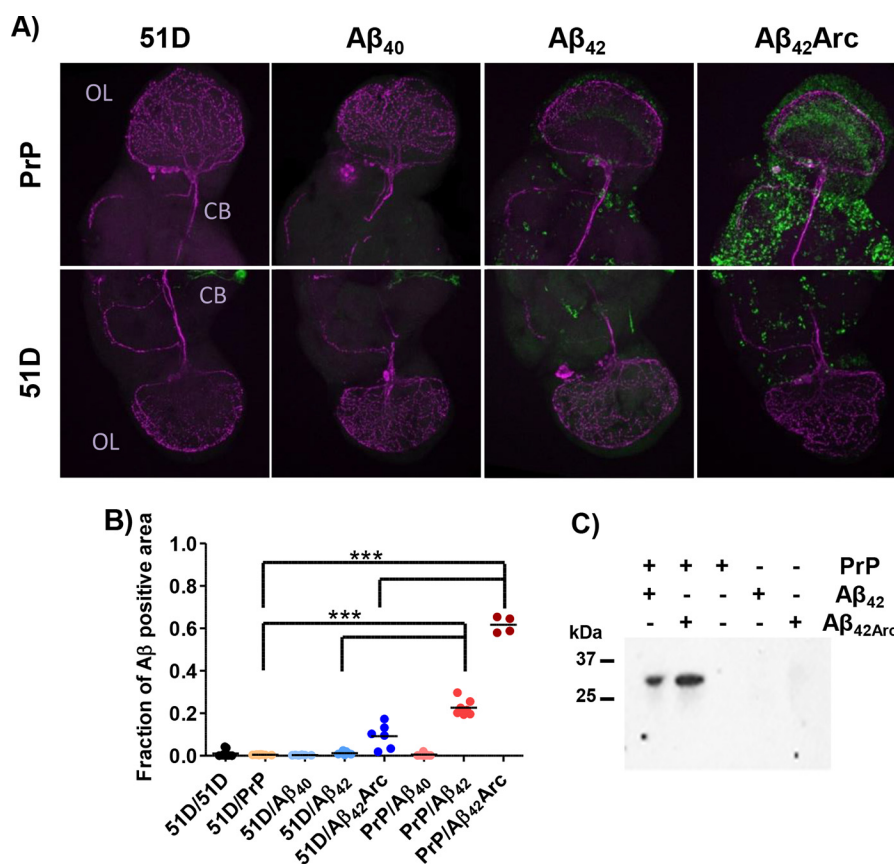 A)
51D Aβ₄₀ Aβ₄₂ Aβ₄₂Arc
PrP
OL
CB
51D
CB
OL
B)
Fraction of Aβ positive area
1.0
0.8
0.6
0.4
0.2
0.0
***
***
51D/51D
51D/PrP
51D/Aβ₄₀
51D/Aβ₄₂
51D/Aβ₄₂Arc
PrP/Aβ₄₀
PrP/Aβ₄₂
PrP/Aβ₄₂Arc
C)
+ + + - - PrP
+ - - + - Aβ₄₂
- + - - + Aβ₄₂Arc
kDa
37
25